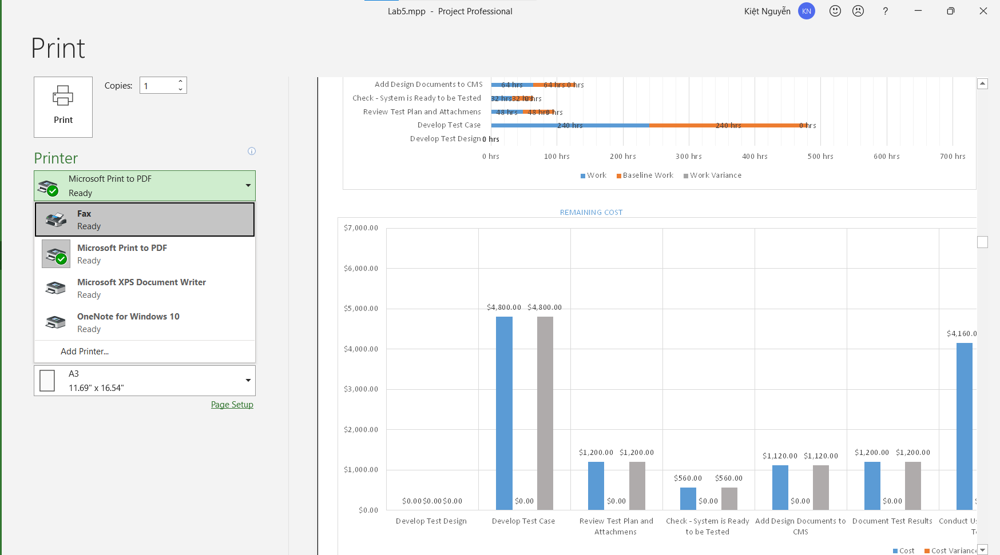 Lab5.mpp - Project Professional
Kiệt Nguyễn
KN
?
Print
Print
Copies:
1
Printer
Microsoft Print to PDF
Ready
Fax
Ready
Microsoft Print to PDF
Ready
Microsoft XPS Document Writer
Ready
OneNote for Windows 10
Ready
Add Printer...
A3
11.69" x 16.54"
Page Setup
Add Design Documents to CMS
64 hrs 64 hrs 0 hrs
Check - System is Ready to be Tested
32 hrs 32 hrs 0 hrs
Review Test Plan and Attachmens
48 hrs 48 hrs 0 hrs
Develop Test Case
240 hrs 240 hrs 0 hrs
Develop Test Design 0 hrs
0 hrs 100 hrs 200 hrs 300 hrs 400 hrs 500 hrs 600 hrs 700 hrs
Work Baseline Work Work Variance
REMAINING COST
$7,000.00
$6,000.00
$5,000.00
$4,800.00 $4,800.00
$4,160.0
$4,000.00
$3,000.00
$2,000.00
$1,200.00 $1,200.00 $1,120.00 $1,120.00 $1,200.00 $1,200.00
$1,000.00
$560.00 $560.00
$0.00 $0.00 $0.00 $0.00 $0.00 $0.00 $0.00 $0.00
$0.00
Develop Test Design
Develop Test Case
Review Test Plan and
Attachmens
Check - System is Ready
to be Tested
Add Design Documents to
CMS
Document Test Results
Conduct Us
Cost Cost Variance